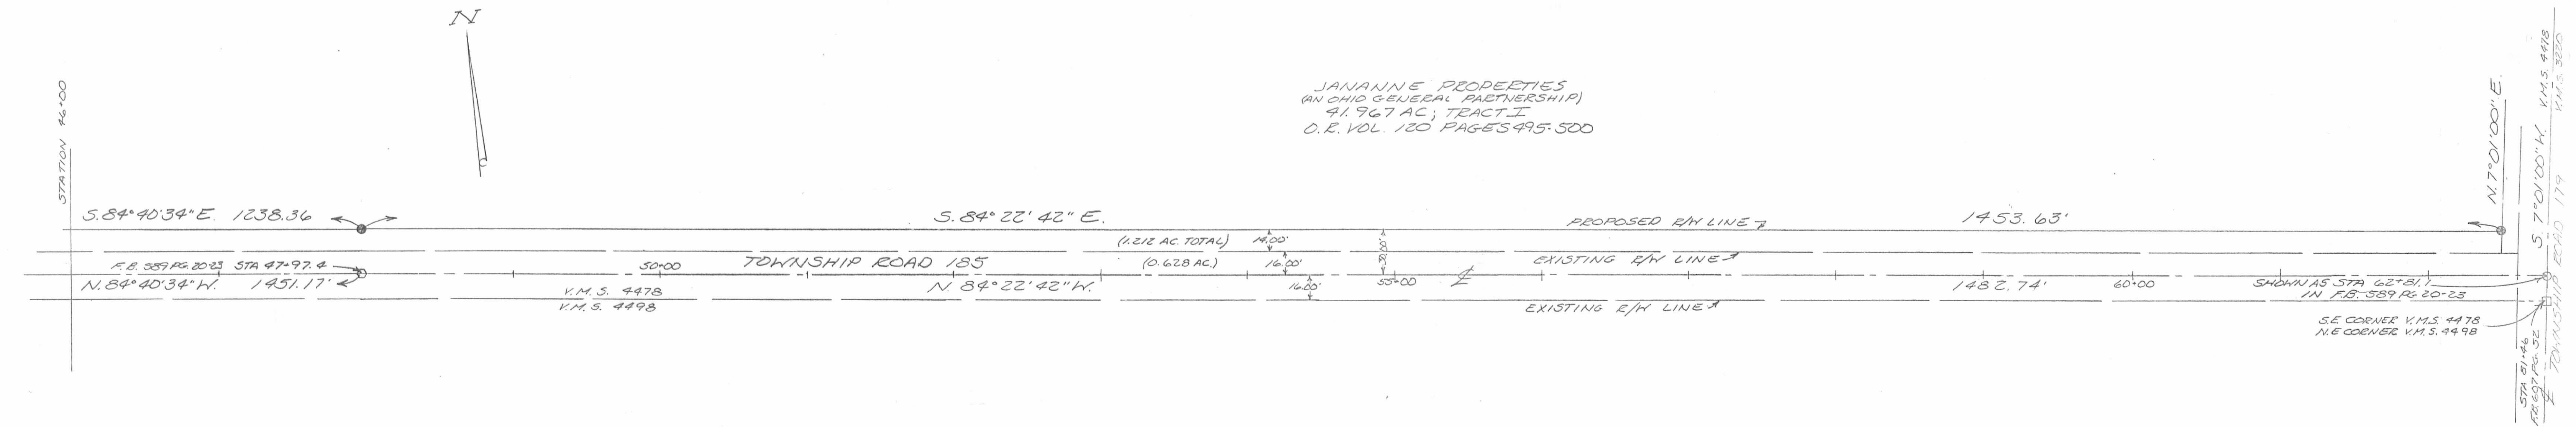 N
JANANNE PROPERTIES
(AN OHIO GENERAL PARTNERSHIP)
41.967 AC; TRACT I
O.R. VOL. 120 PAGES 495-500
STATION 46+00
S. 84° 40' 34" E. 1238.36
S. 84° 22' 42" E.
PROPOSED R/W LINE
1453.63'
N. 7° 01' 00" E.
(1.212 AC. TOTAL) 14.00'
30.00'
F.B. 589 PG. 20-23 STA 47+97.4
50+00
TOWNSHIP ROAD 185
(0.628 AC.) 16.00'
EXISTING R/W LINE
N. 84° 40' 34" W. 1451.17'
V.M.S. 4478
V.M.S. 4498
N. 84° 22' 42" W.
16.00'
55+00
℄
1482.74'
60+00
SHOWN AS STA 62+81.1
IN F.B. 589 PG 20-23
EXISTING R/W LINE
S.E CORNER V.M.S. 4478
N.E CORNER V.M.S. 4498
S. 7° 01' 00" W. V.M.S. 4478
V.M.S. 3220
STA 81+46
F.B. 697 PG. 52
℄ TOWNSHIP ROAD 179